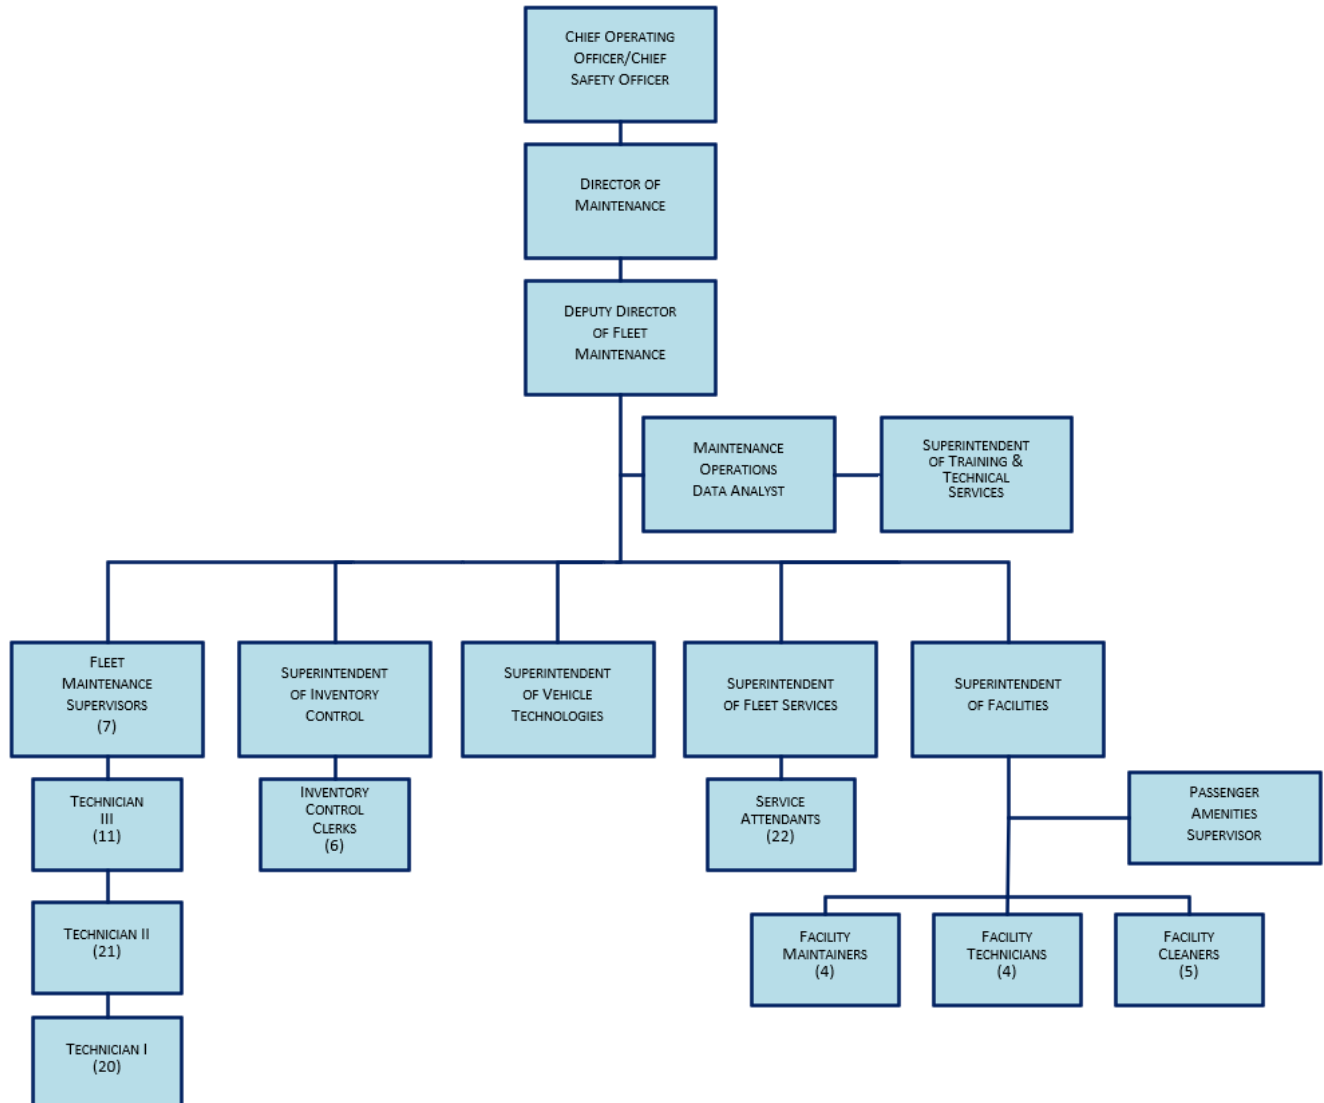 CHIEF OPERATING
OFFICER/CHIEF
SAFETY OFFICER
DIRECTOR OF
MAINTENANCE
DEPUTY DIRECTOR
OF FLEET
MAINTENANCE
MAINTENANCE
OPERATIONS
DATA ANALYST
SUPERINTENDENT
OF TRAINING &
TECHNICAL
SERVICES
FLEET
MAINTENANCE
SUPERVISORS
(7)
SUPERINTENDENT
OF INVENTORY
CONTROL
SUPERINTENDENT
OF VEHICLE
TECHNOLOGIES
SUPERINTENDENT
OF FLEET SERVICES
SUPERINTENDENT
OF FACILITIES
TECHNICIAN
III
(11)
INVENTORY
CONTROL
CLERKS
(6)
SERVICE
ATTENDANTS
(22)
PASSENGER
AMENITIES
SUPERVISOR
TECHNICIAN II
(21)
FACILITY
MAINTAINERS
(4)
FACILITY
TECHNICIANS
(4)
FACILITY
CLEANERS
(5)
TECHNICIAN I
(20)